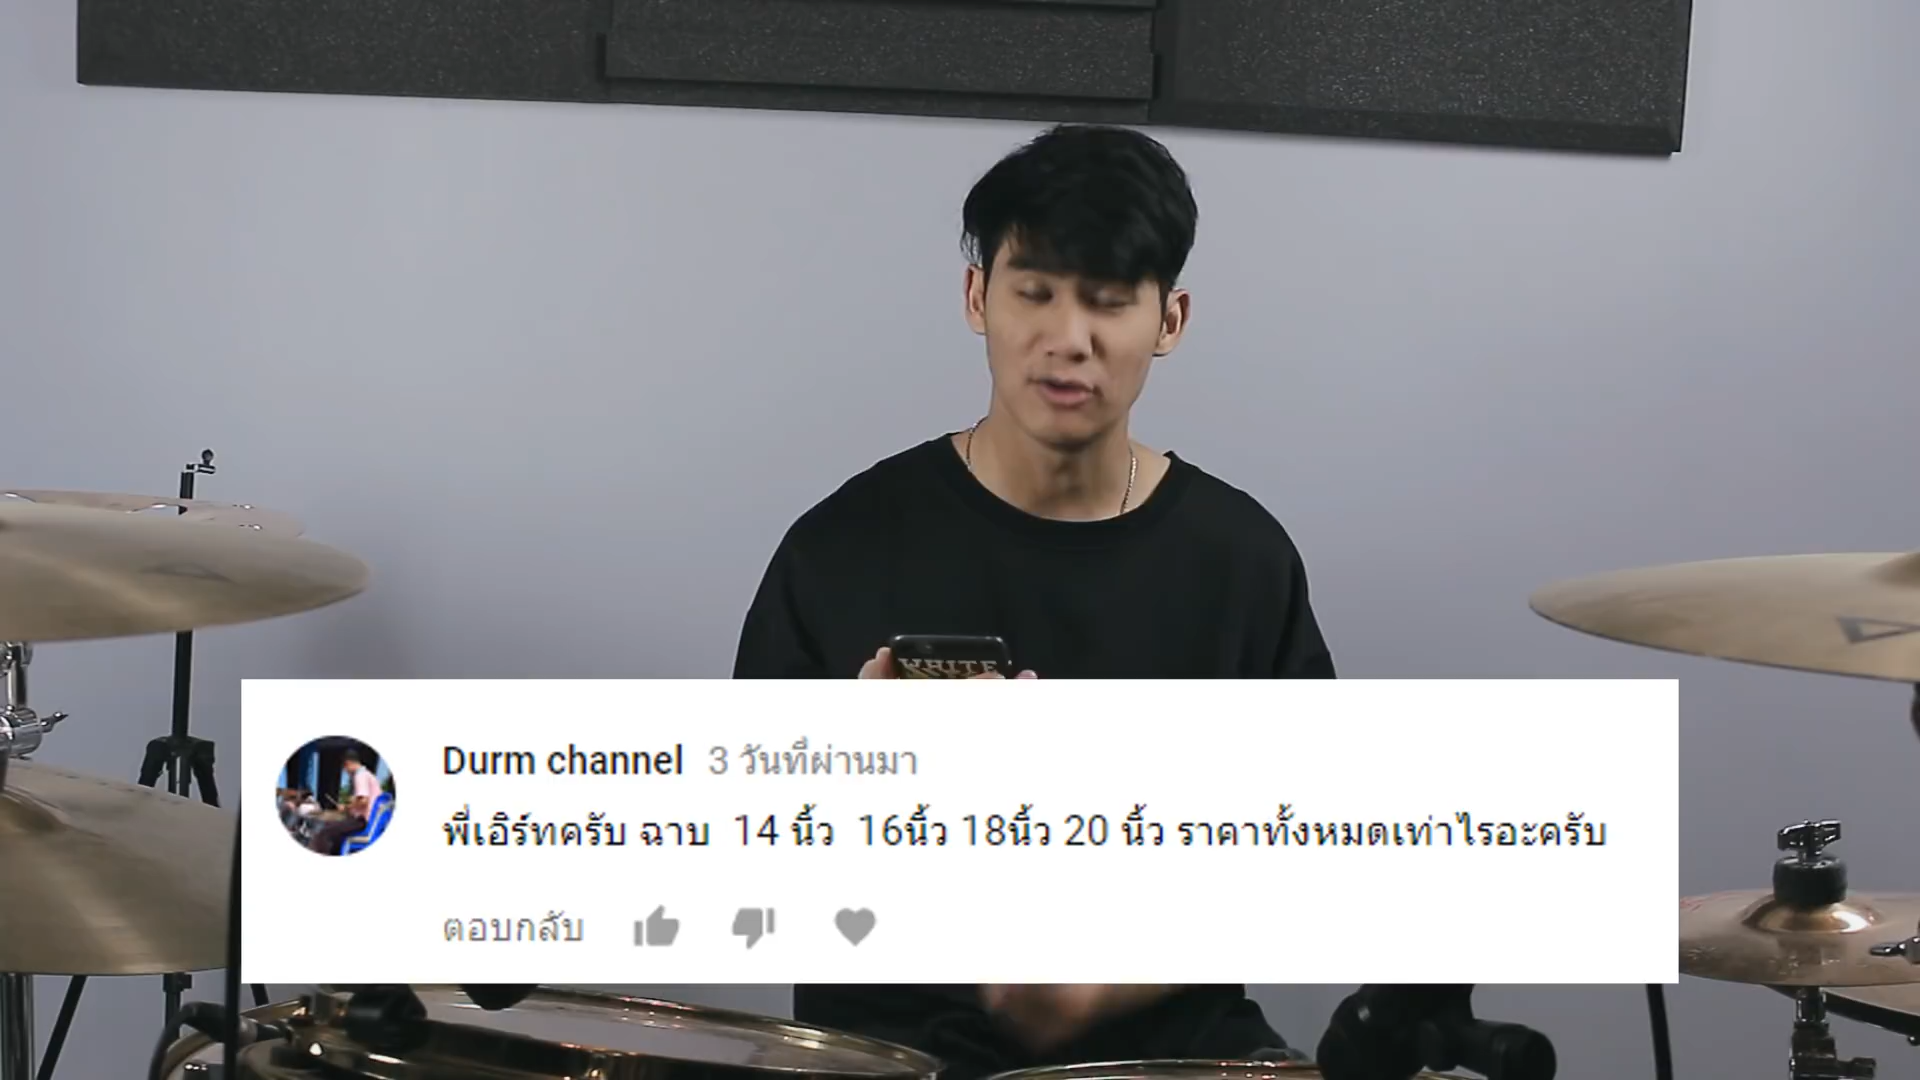 WHITE
Durm channel 3 วันที่ผ่านมา
พี่เอิร์ทครับ ฉาบ 14 นิ้ว 16นิ้ว 18นิ้ว 20 นิ้ว ราคาทั้งหมดเท่าไรอะครับ
ตอบกลับ